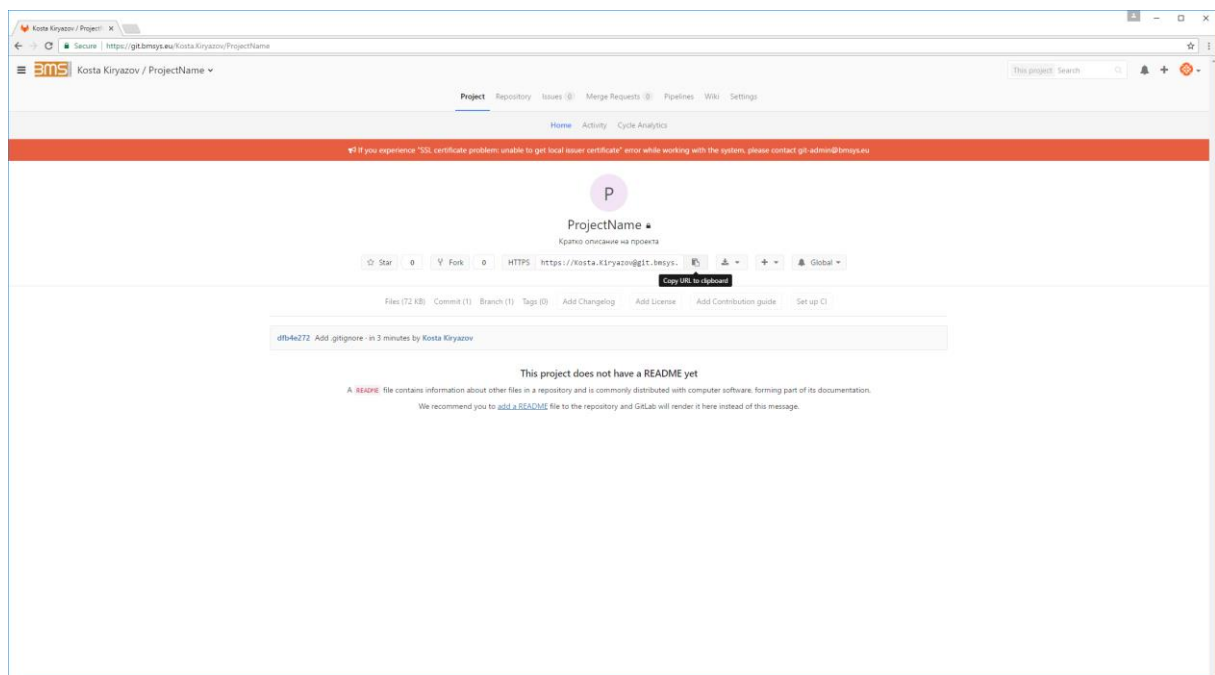 Kosta Kiryazov / Project
Secure https://git.bmsys.eu/Kosta.Kiryazov/ProjectName
BMS Kosta Kiryazov / ProjectName
This project Search
Project Repository Issues 0 Merge Requests 0 Pipelines Wiki Settings
Home Activity Cycle Analytics
If you experience "SSL certificate problem: unable to get local issuer certificate" error while working with the system, please contact git-admin@bmsys.eu
P
ProjectName
Кратко описание на проекта
Star 0 Fork 0 HTTPS https://Kosta.Kiryazov@git.bmsys. Global
Copy URL to clipboard
Files (72 KB) Commit (1) Branch (1) Tags (0) Add Changelog Add License Add Contribution guide Set up CI
dfb4e272 Add .gitignore · in 3 minutes by Kosta Kiryazov
This project does not have a README yet
A README file contains information about other files in a repository and is commonly distributed with computer software, forming part of its documentation.
We recommend you to add a README file to the repository and GitLab will render it here instead of this message.